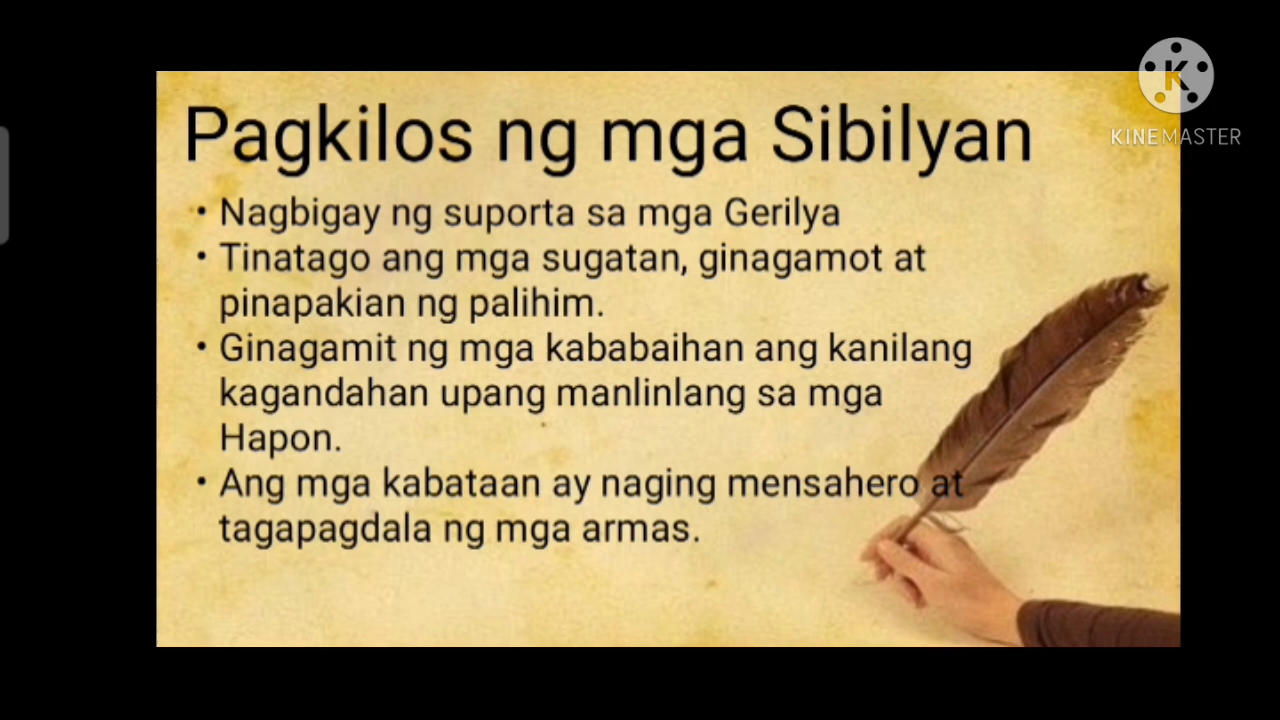 Pagkilos ng mga Sibilyan
• Nagbigay ng suporta sa mga Gerilya
• Tinatago ang mga sugatan, ginagamot at
pinapakian ng palihim.
• Ginagamit ng mga kababaihan ang kanilang
kagandahan upang manlinlang sa mga
Hapon.
• Ang mga kabataan ay naging mensahero at
tagapagdala ng mga armas.
K
KINEMASTER